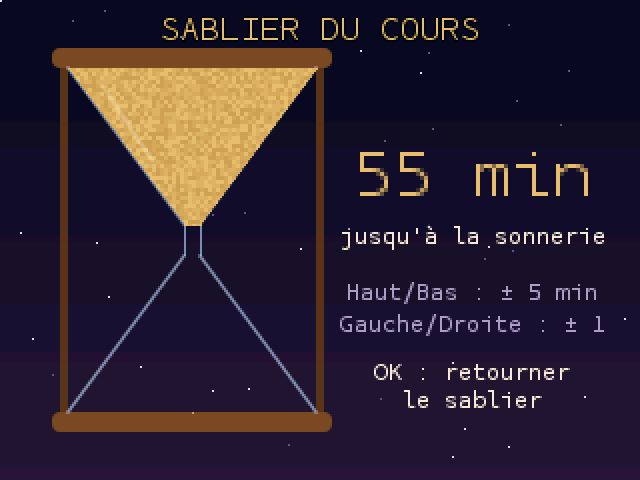 SABLIER DU COURS
55 min
jusqu'à la sonnerie
Haut/Bas : ± 5 min
Gauche/Droite : ± 1
OK : retourner
le sablier